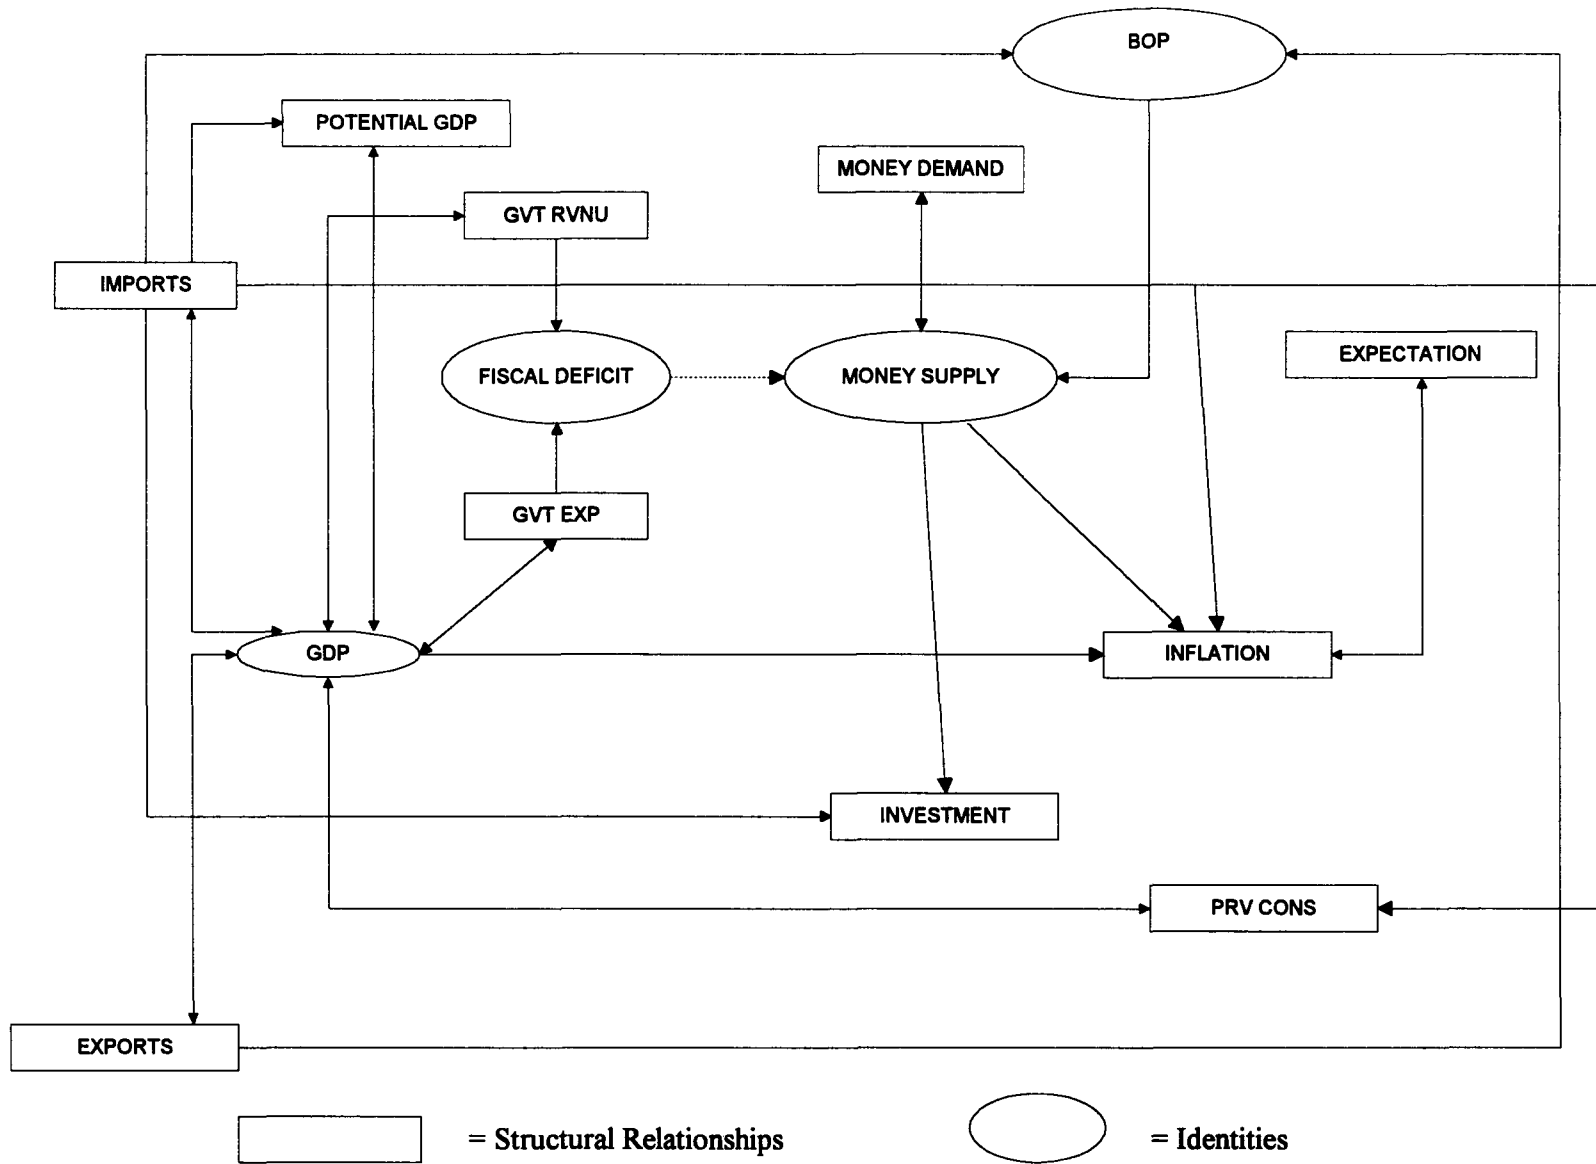 BOP
POTENTIAL GDP
MONEY DEMAND
GVT RVNU
IMPORTS
EXPECTATION
FISCAL DEFICIT
MONEY SUPPLY
GVT EXP
GDP
INFLATION
INVESTMENT
PRV CONS
EXPORTS
= Structural Relationships
= Identities